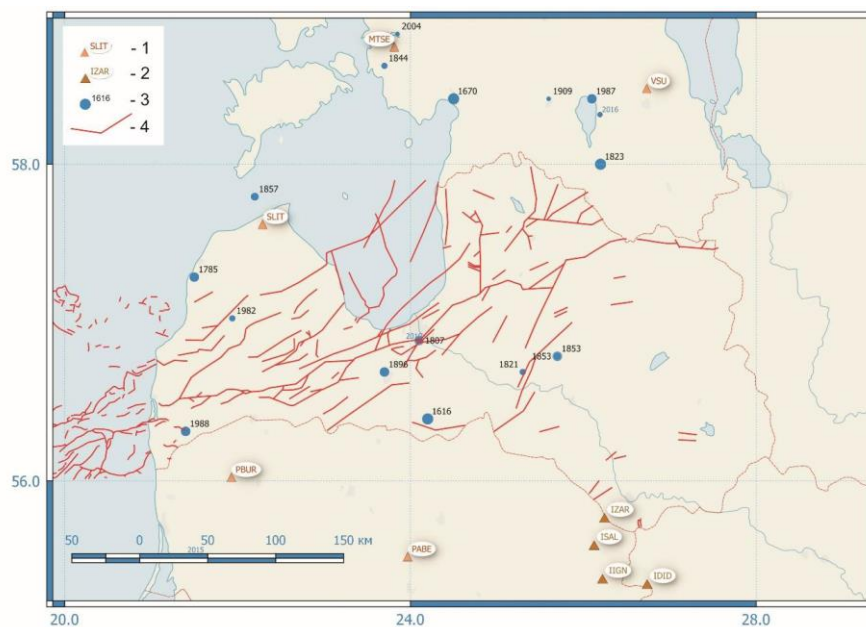 2004
MTSE
SLIT - 1
1844
IZAR - 2
1616 - 3
- 4
1670
1909
1987
VSU
2016
58.0
1823
1857
SLIT
1785
1982
1807
1896
1821
1853
1853
1616
1988
56.0
PBUR
IZAR
ISAL
50 0 50 100 150 км
2015
PABE
IIGN
IDID
20.0 24.0 28.0